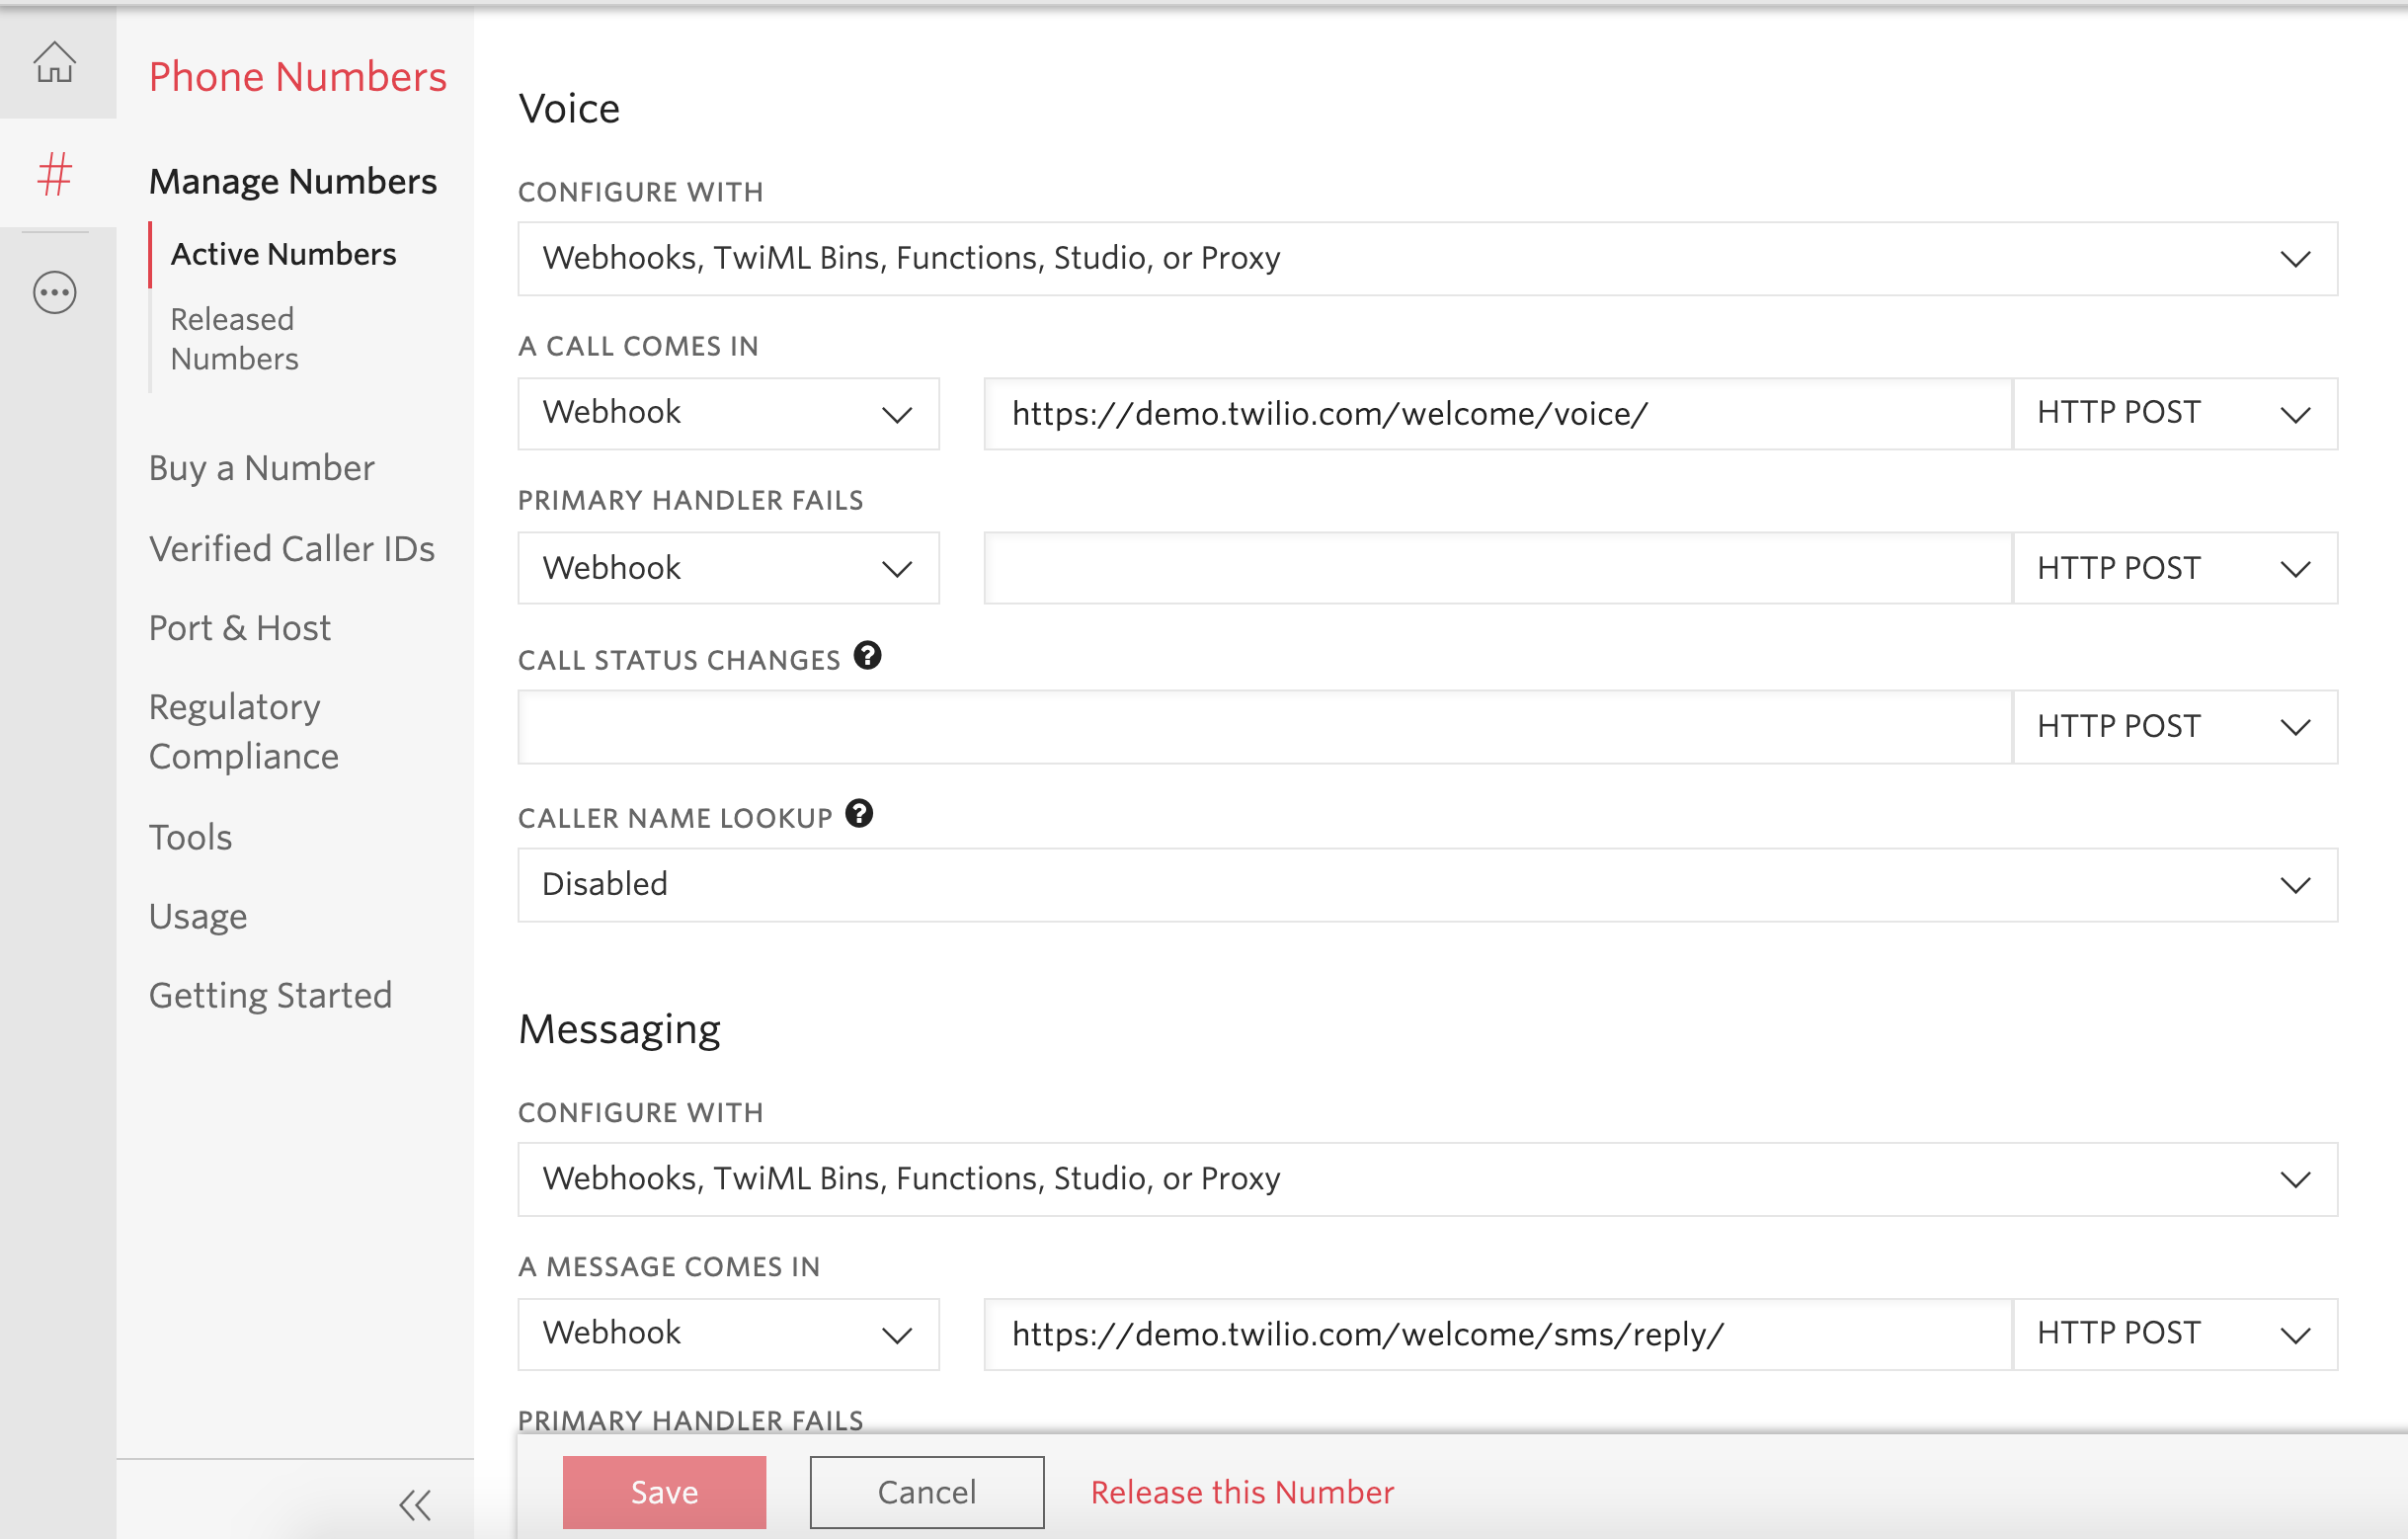 Phone Numbers
Manage Numbers
Active Numbers
Released
Numbers
Buy a Number
Verified Caller IDs
Port & Host
Regulatory
Compliance
Tools
Usage
Getting Started
Voice
CONFIGURE WITH
Webhooks, TwiML Bins, Functions, Studio, or Proxy
A CALL COMES IN
Webhook https://demo.twilio.com/welcome/voice/ HTTP POST
PRIMARY HANDLER FAILS
Webhook HTTP POST
CALL STATUS CHANGES ?
HTTP POST
CALLER NAME LOOKUP ?
Disabled
Messaging
CONFIGURE WITH
Webhooks, TwiML Bins, Functions, Studio, or Proxy
A MESSAGE COMES IN
Webhook https://demo.twilio.com/welcome/sms/reply/ HTTP POST
PRIMARY HANDLER FAILS
Save Cancel Release this Number